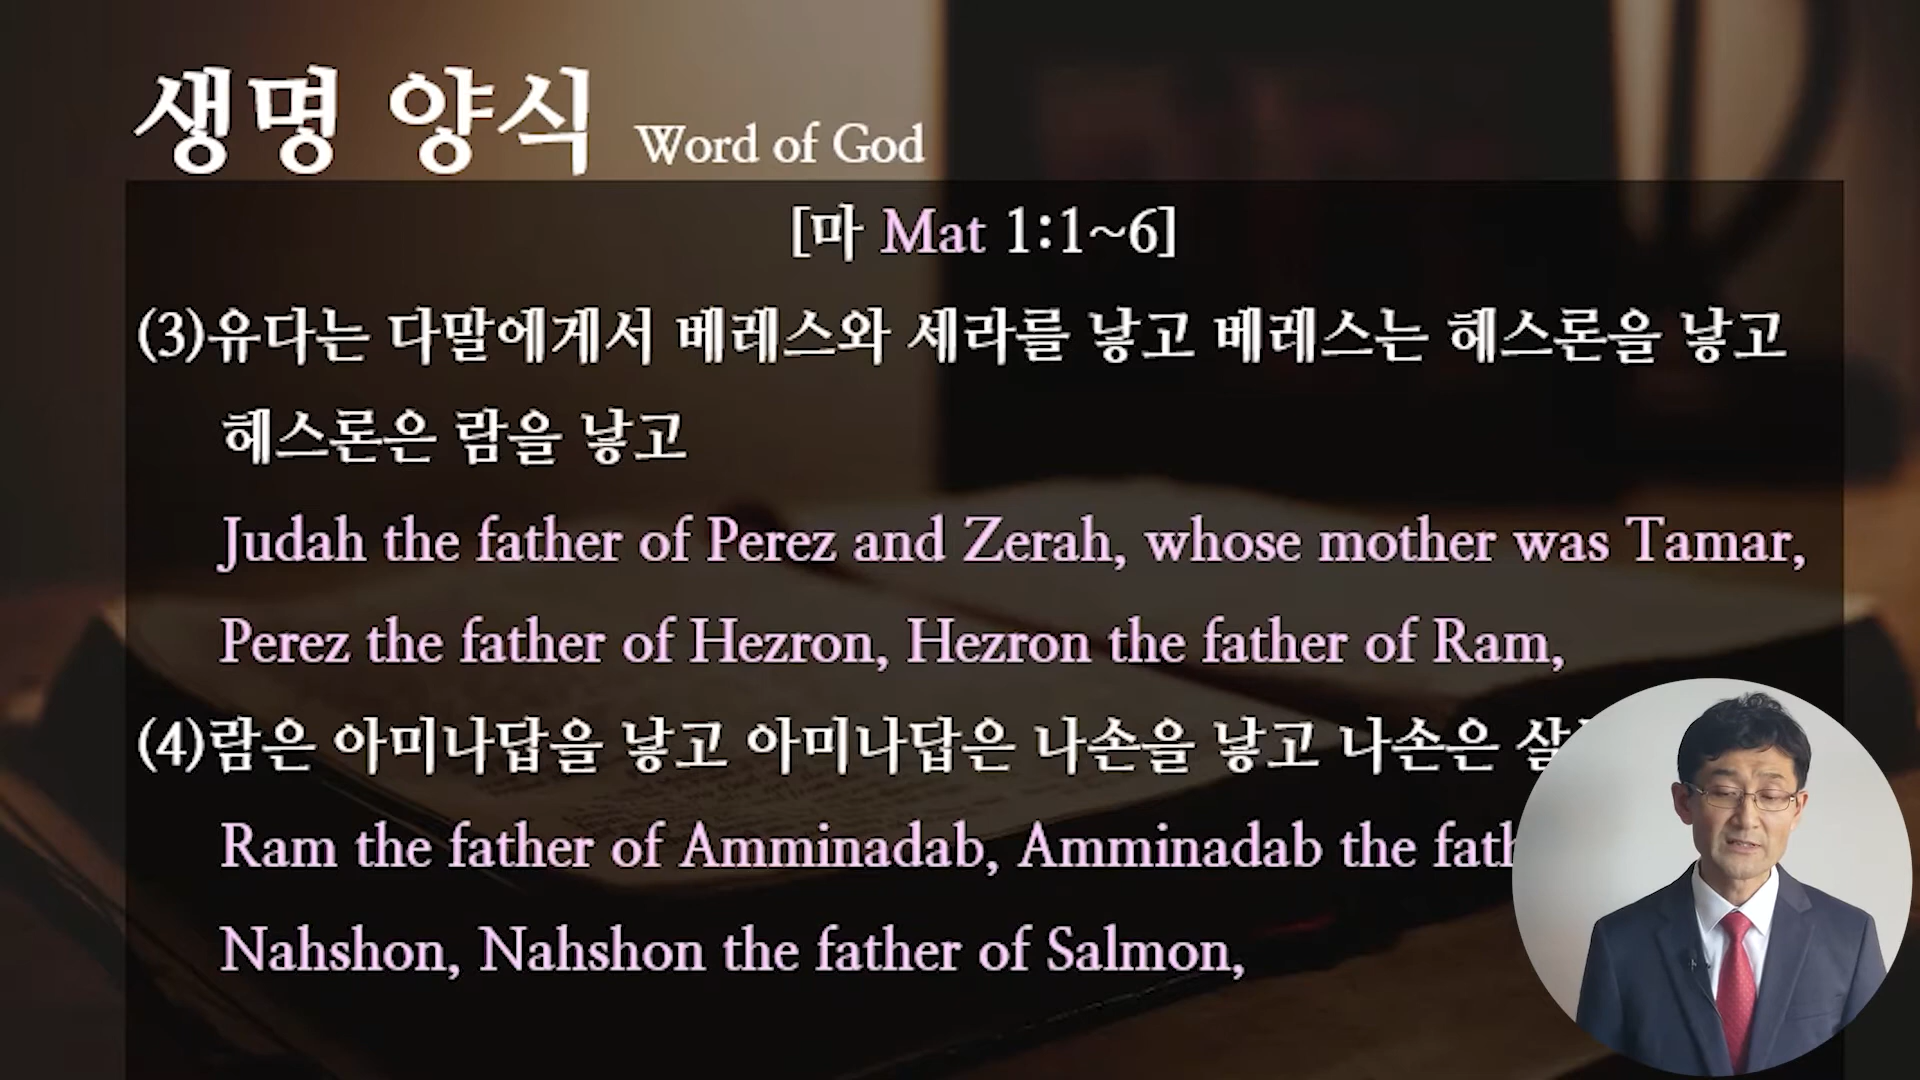 생명 양식 Word of God
[마 Mat 1:1~6]
(3)유다는 다말에게서 베레스와 세라를 낳고 베레스는 헤스론을 낳고
헤스론은 람을 낳고
Judah the father of Perez and Zerah, whose mother was Tamar,
Perez the father of Hezron, Hezron the father of Ram,
(4)람은 아미나답을 낳고 아미나답은 나손을 낳고 나손은
Ram the father of Amminadab, Amminadab the
Nahshon, Nahshon the father of Salmon,